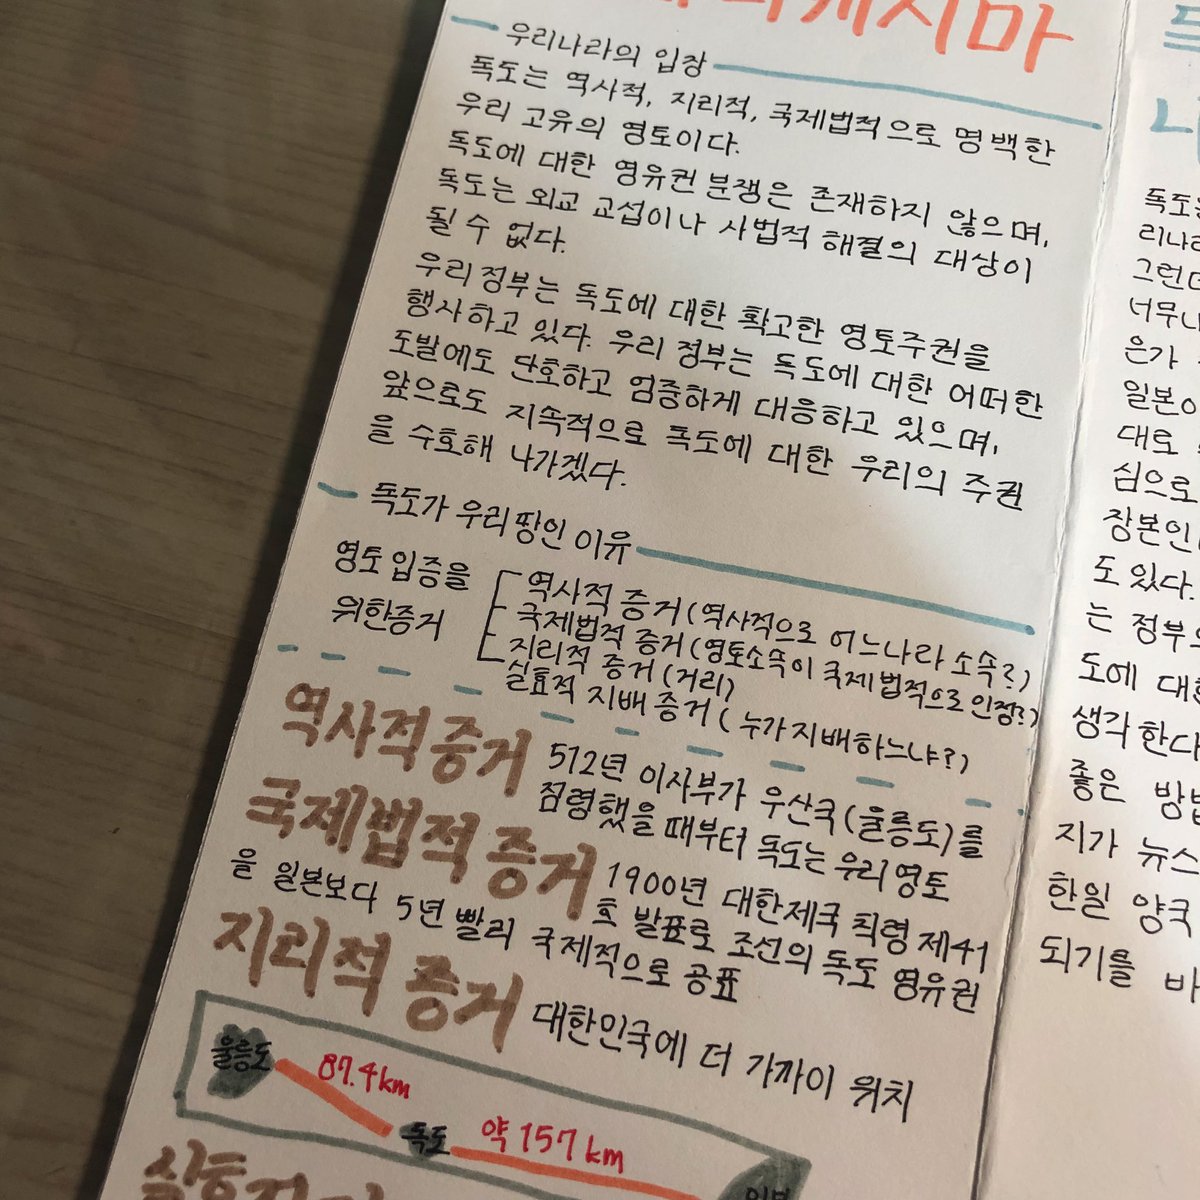 케시마
우리나라의 입장
독도는 역사적, 지리적, 국제법적으로 명백한
우리 고유의 영토이다.
독도에 대한 영유권 분쟁은 존재하지 않으며,
독도는 외교 교섭이나 사법적 해결의 대상이
될 수 없다.
우리 정부는 독도에 대한 확고한 영토주권을
행사하고 있다. 우리 정부는 독도에 대한 어떠한
도발에도 단호하고 엄중하게 대응하고 있으며,
앞으로도 지속적으로 독도에 대한 우리의 주권
을 수호해 나가겠다.
독도가 우리 땅인 이유
영토 입증을
위한증거
역사적 증거(역사적으로 어느나라 소속?)
국제법적 증거(영토소속이 국제법적으로 인정?)
지리적 증거(거리)
실효적 지배 증거( 누가 지배하느냐?)
역사적 증거
512년 이사부가 우산국(울릉도)를
점령했을 때부터 독도는 우리 영토
국제법적 증거
1900년 대한제국 칙령 제41
호 발표로 조선의 독도 영유권
을 일본보다 5년 빨리 국제적으로 공표
지리적 증거
대한민국에 더 가까이 위치
울릉도
87.4km
독도
약 157km
일본
독도
리나라
그런데
너무나
은가
일본이
대로
심으로
장본인
도 있다.
는 정부
도에 대한
생각한다
좋은 방법
지가 뉴스
한일 양국
되기를 바